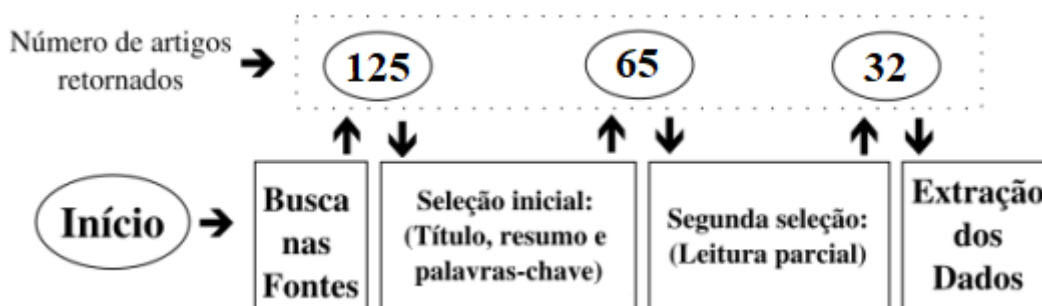 Número de artigos
retornados
125
65
32
Início
Busca
nas
Fontes
Seleção inicial:
(Título, resumo e
palavras-chave)
Segunda seleção:
(Leitura parcial)
Extração
dos
Dados